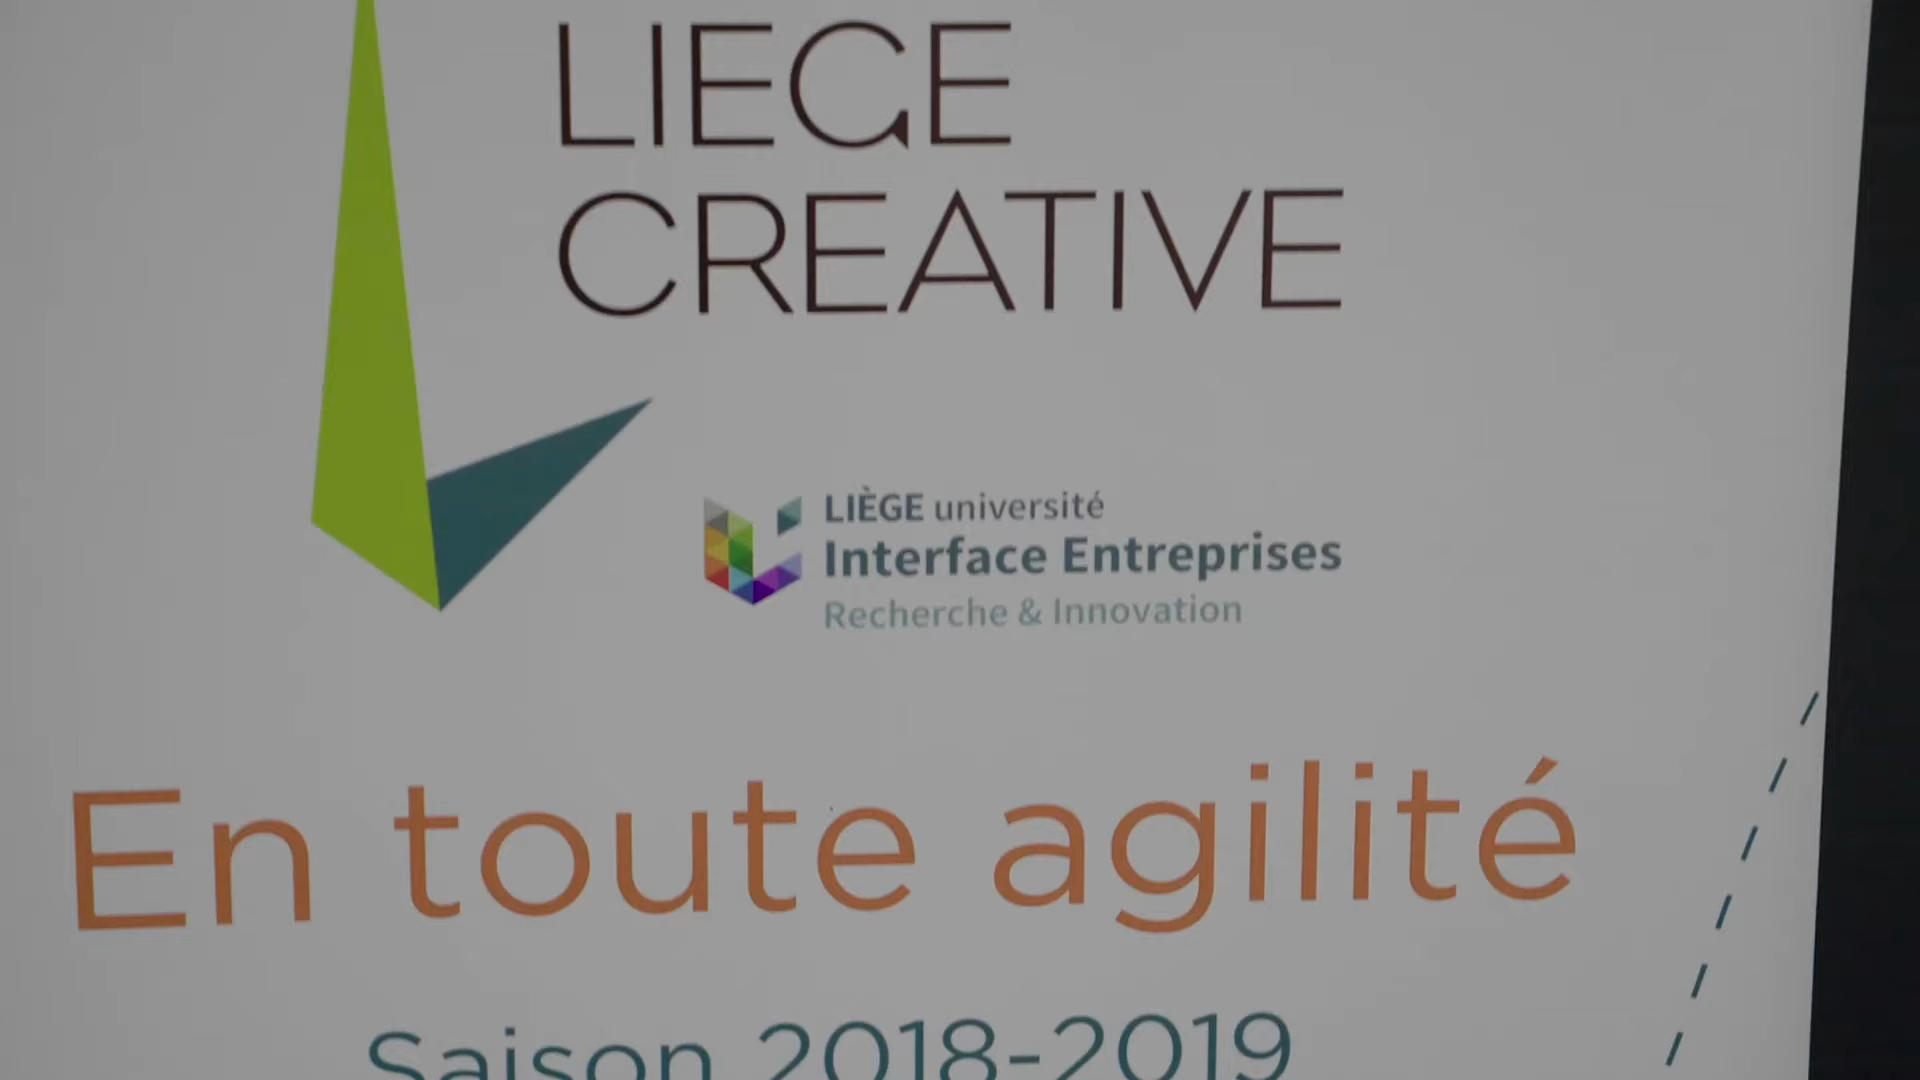 LIEGE
CREATIVE
LIÈGE université
Interface Entreprises
Recherche & Innovation
En toute agilité
Saison 2018-2019